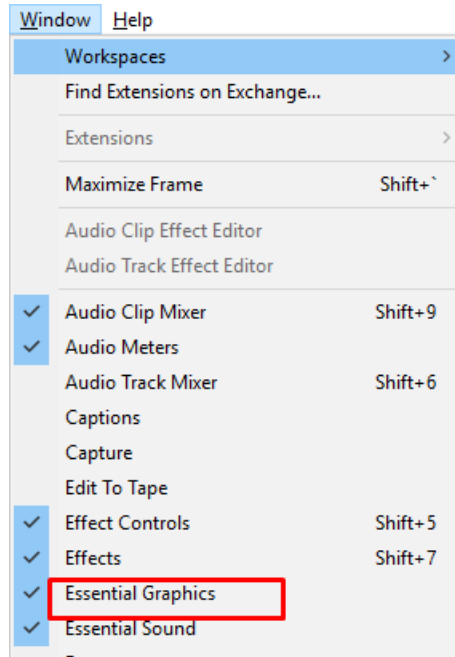 Window Help
Workspaces
Find Extensions on Exchange...
Extensions
Maximize Frame Shift+`
Audio Clip Effect Editor
Audio Track Effect Editor
Audio Clip Mixer Shift+9
Audio Meters
Audio Track Mixer Shift+6
Captions
Capture
Edit To Tape
Effect Controls Shift+5
Effects Shift+7
Essential Graphics
Essential Sound